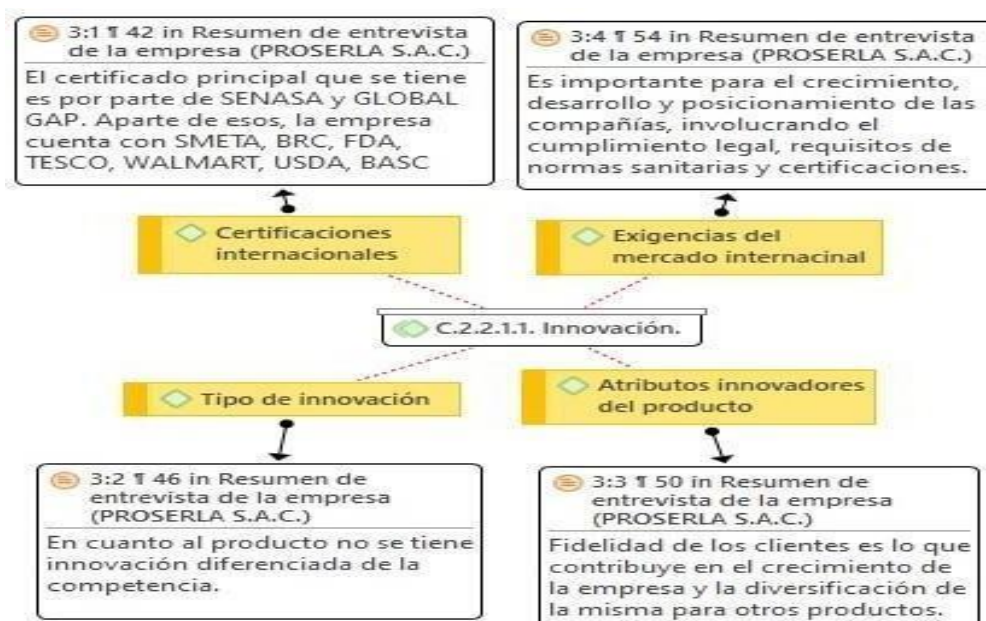 3:1 ¶ 42 in Resumen de entrevista
de la empresa (PROSERLA S.A.C.)
El certificado principal que se tiene
es por parte de SENASA y GLOBAL
GAP. Aparte de esos, la empresa
cuenta con SMETA, BRC, FDA,
TESCO, WALMART, USDA, BASC
3:4 ¶ 54 in Resumen de entrevista
de la empresa (PROSERLA S.A.C.)
Es importante para el crecimiento,
desarrollo y posicionamiento de las
compañías, involucrando el
cumplimiento legal, requisitos de
normas sanitarias y certificaciones.
Certificaciones
internacionales
Exigencias del
mercado internacinal
C.2.2.1.1. Innovación.
Tipo de innovación
Atributos innovadores
del producto
3:2 ¶ 46 in Resumen de
entrevista de la empresa
(PROSERLA S.A.C.)
En cuanto al producto no se tiene
innovación diferenciada de la
competencia.
3:3 ¶ 50 in Resumen de
entrevista de la empresa
(PROSERLA S.A.C.)
Fidelidad de los clientes es lo que
contribuye en el crecimiento de
la empresa y la diversificación de
la misma para otros productos.